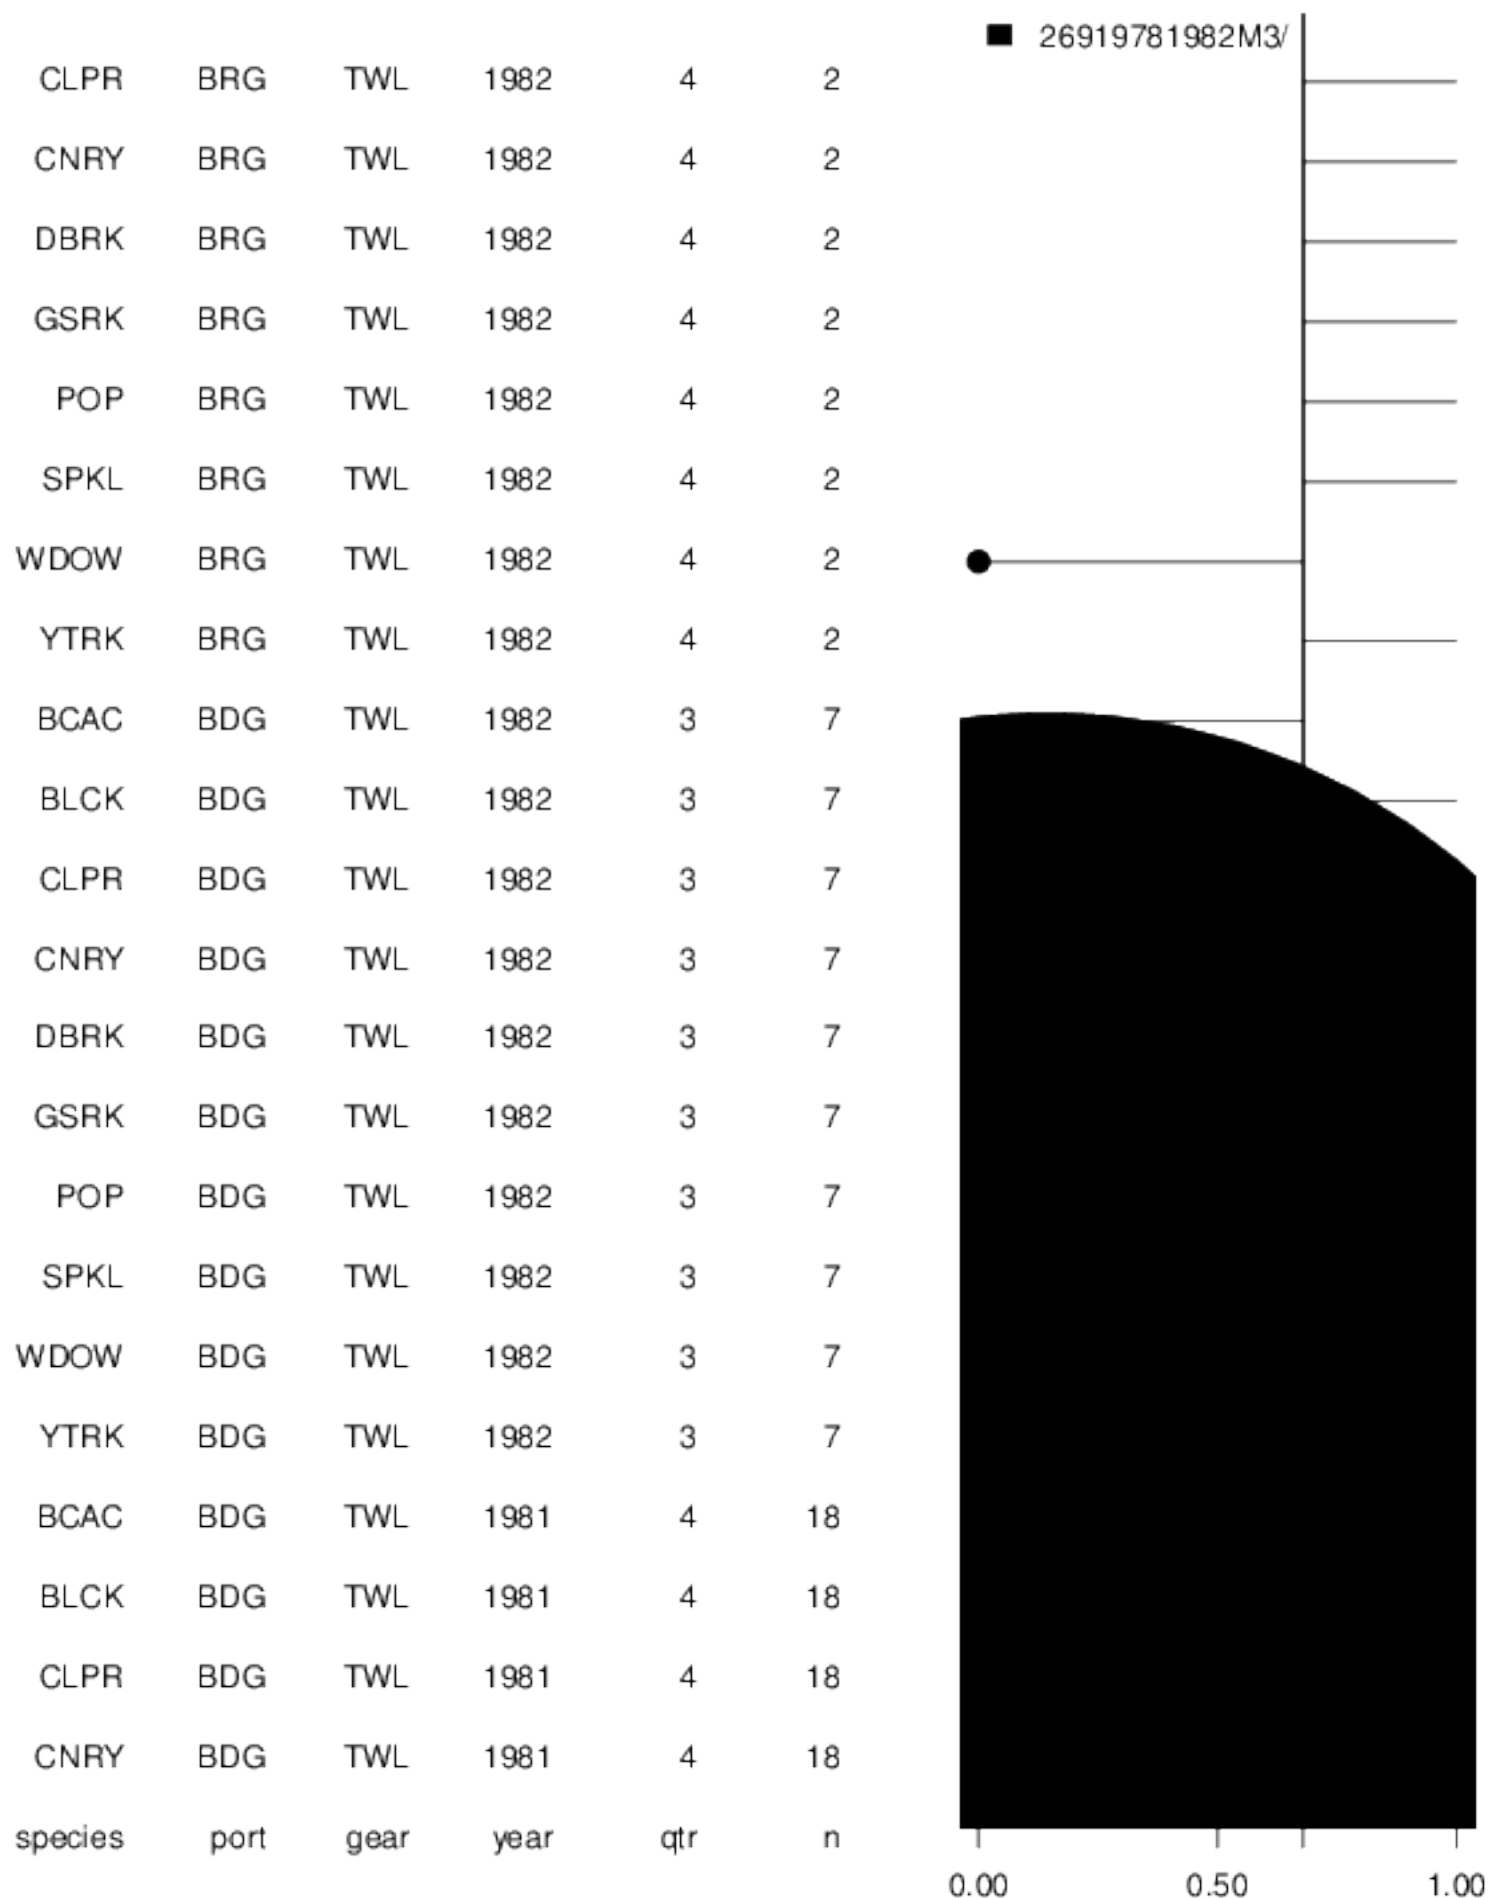 26919781982M3/
CLPR BRG TWL 1982 4 2
CNRY BRG TWL 1982 4 2
DBRK BRG TWL 1982 4 2
GSRK BRG TWL 1982 4 2
POP BRG TWL 1982 4 2
SPKL BRG TWL 1982 4 2
WDOW BRG TWL 1982 4 2
YTRK BRG TWL 1982 4 2
BCAC BDG TWL 1982 3 7
BLCK BDG TWL 1982 3 7
CLPR BDG TWL 1982 3 7
CNRY BDG TWL 1982 3 7
DBRK BDG TWL 1982 3 7
GSRK BDG TWL 1982 3 7
POP BDG TWL 1982 3 7
SPKL BDG TWL 1982 3 7
WDOW BDG TWL 1982 3 7
YTRK BDG TWL 1982 3 7
BCAC BDG TWL 1981 4 18
BLCK BDG TWL 1981 4 18
CLPR BDG TWL 1981 4 18
CNRY BDG TWL 1981 4 18
species port gear year qtr n
0.00 0.50 1.00